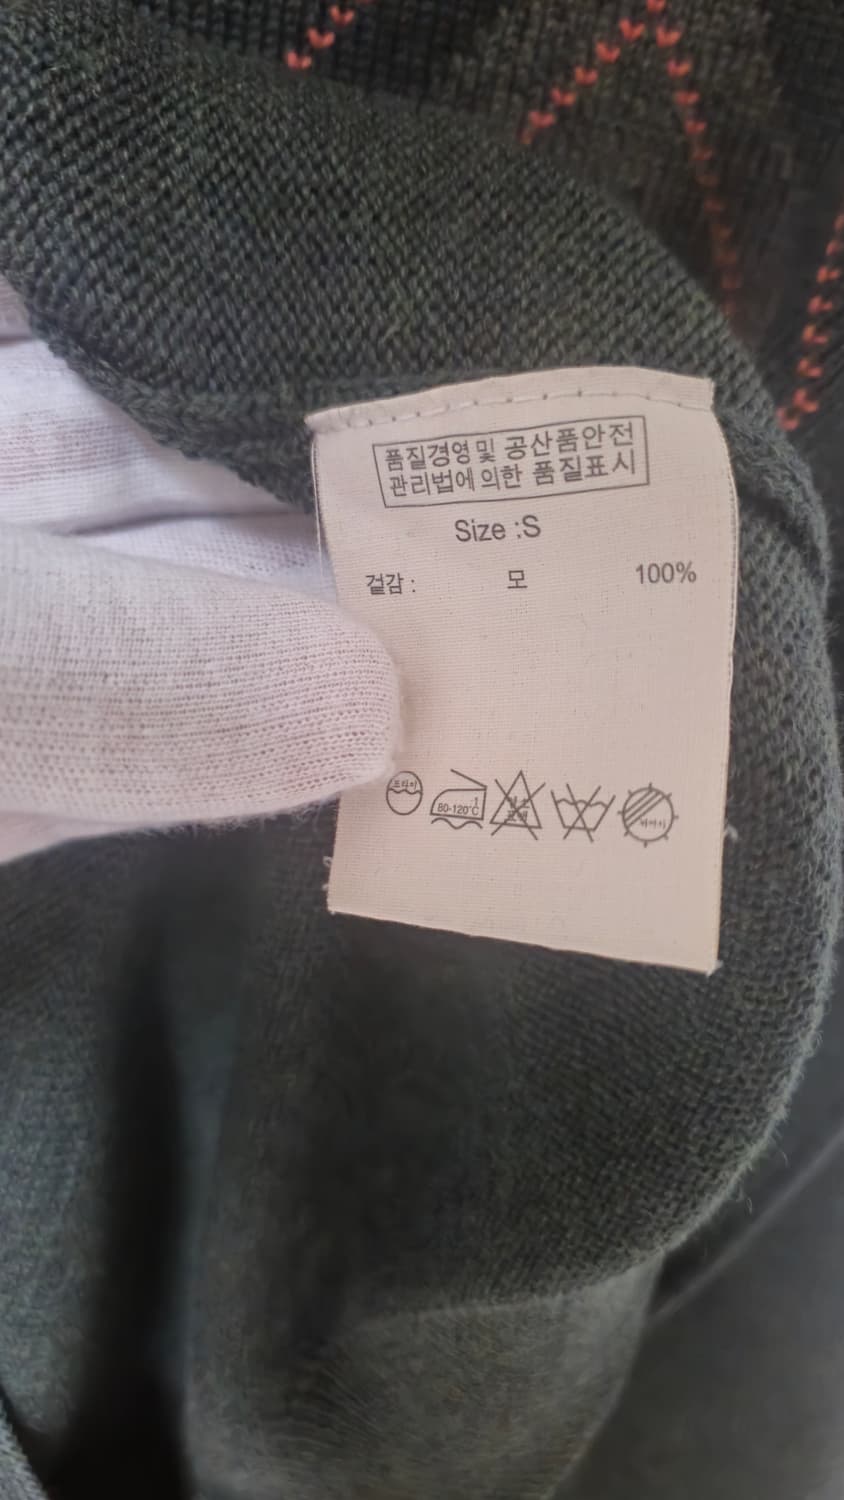 품질경영및 공산품안전
관리법에 의한 품질표시
Size :S
겉감 : 모 100%
드라이
80-120℃